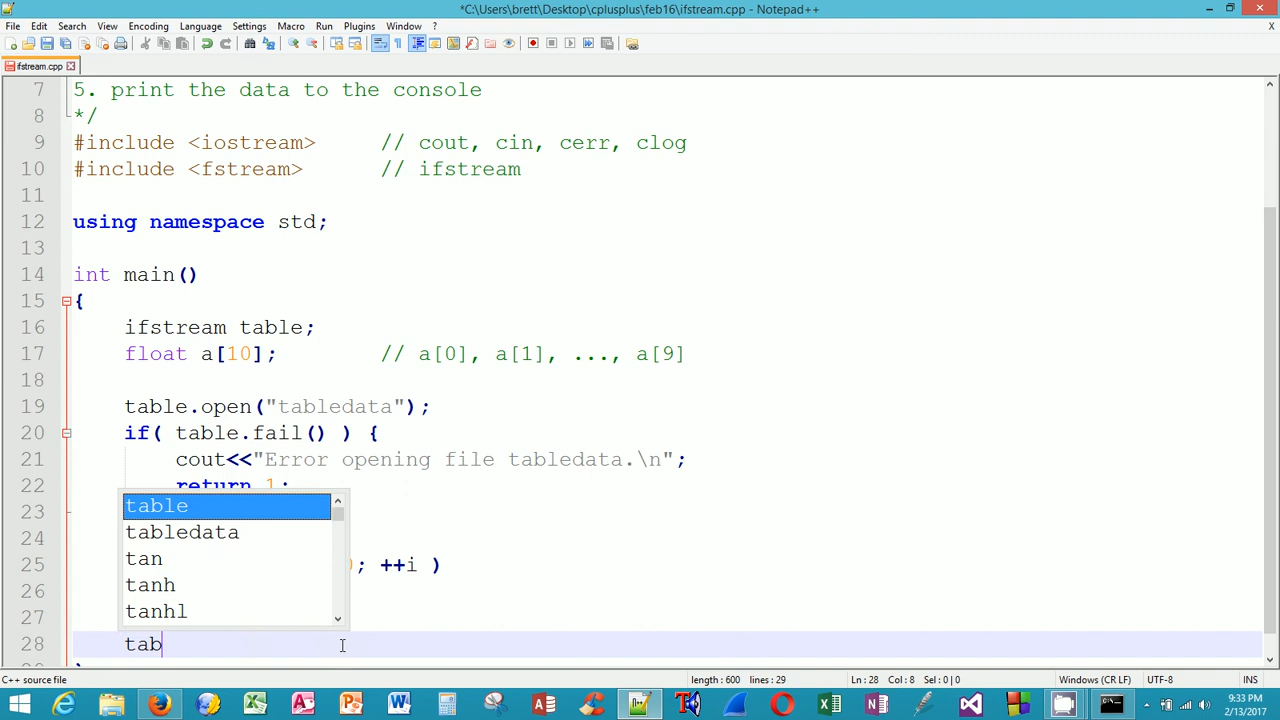 *C:\Users\brett\Desktop\cplusplus\feb16\ifstream.cpp - Notepad++
File Edit Search View Encoding Language Settings Macro Run Plugins Window ? X
ifstream.cpp
7 5. print the data to the console
8 */
9 #include <iostream> // cout, cin, cerr, clog
10 #include <fstream> // ifstream
11
12 using namespace std;
13
14 int main()
15 {
16 ifstream table;
17 float a[10]; // a[0], a[1], ..., a[9]
18
19 table.open("tabledata");
20 if( table.fail() ) {
21 cout<<"Error opening file tabledata.\n";
22 return 1;
table
23
tabledata
24
tan
25 ; ++i )
tanh
26
tanhl
27
28 tab
C++ source file length : 600 lines : 29 Ln : 28 Col : 8 Sel : 0 | 0 Windows (CR LF) UTF-8 INS
9:33 PM
2/13/2017